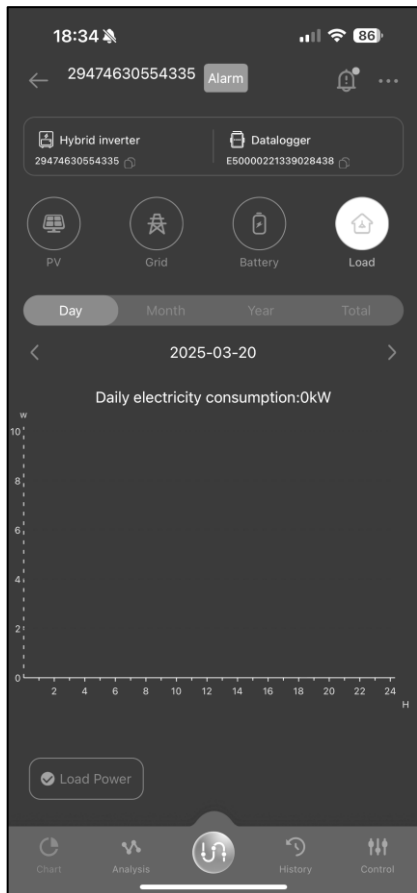 18:34
86
29474630554335 Alarm
Hybrid inverter
29474630554335
Datalogger
E50000221339028438
PV Grid Battery Load
Day Month Year Total
2025-03-20
Daily electricity consumption:0kW
w
10
8
6
4
2
0
2 4 6 8 10 12 14 16 18 20 22 24
H
Load Power
Chart Analysis History Control